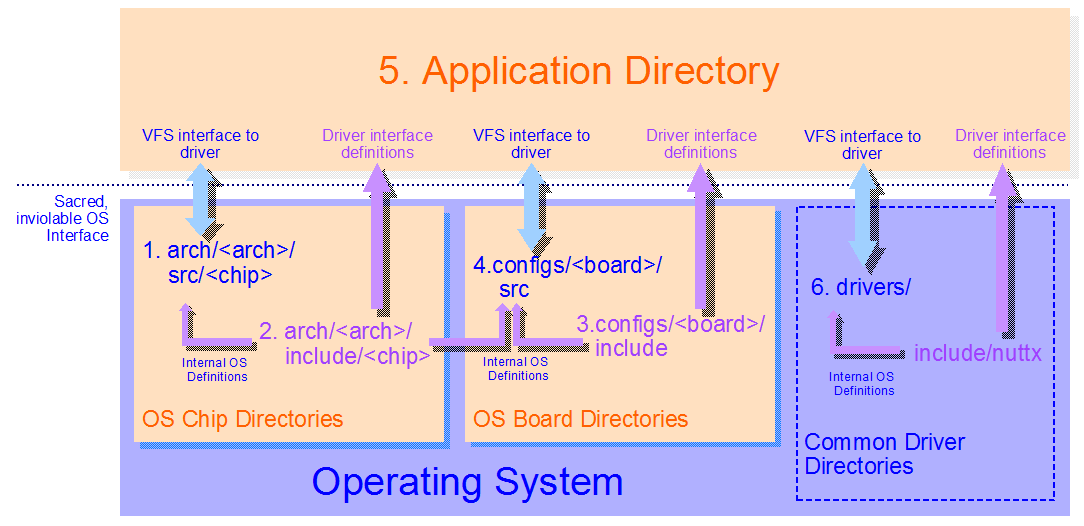 5. Application Directory
VFS interface to
driver
Driver interface
definitions
VFS interface to
driver
Driver interface
definitions
VFS interface to
driver
Driver interface
definitions
Sacred,
inviolable OS
Interface
1. arch/<arch>/
src/<chip>
2. arch/<arch>/
include/<chip>
Internal OS
Definitions
OS Chip Directories
4.configs/<board>/
src
3.configs/<board>/
include
Internal OS
Definitions
OS Board Directories
6. drivers/
include/nuttx
Internal OS
Definitions
Common Driver
Directories
Operating System